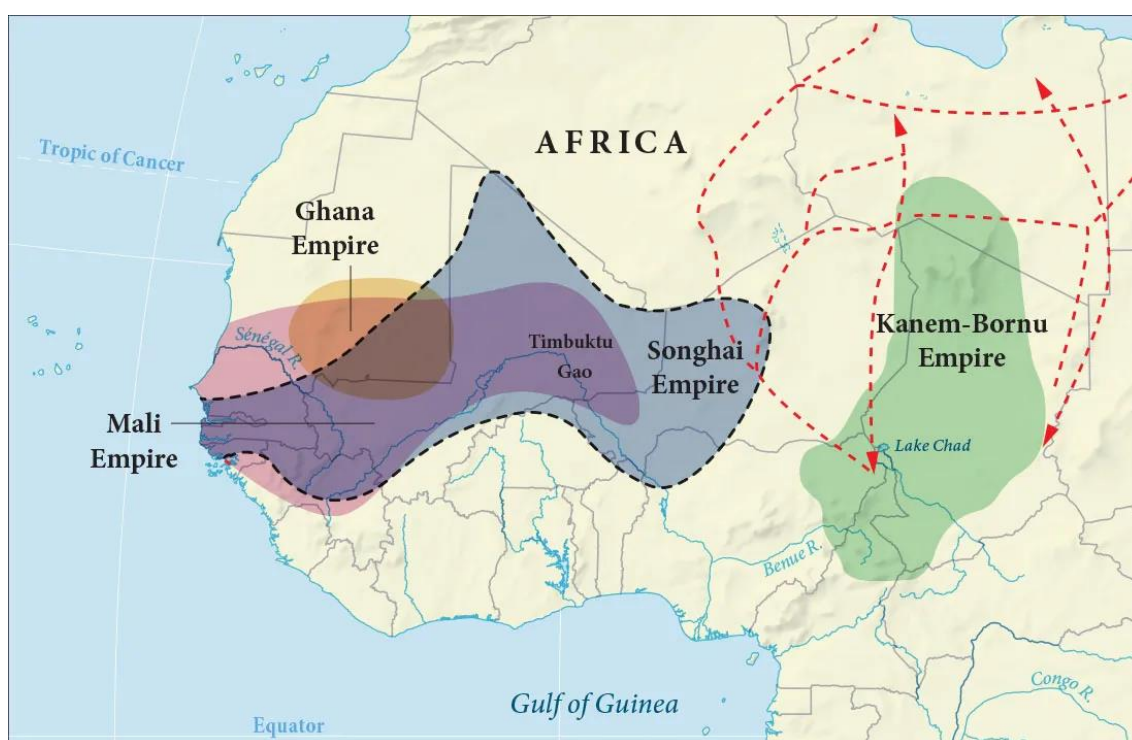 AFRICA
Tropic of Cancer
Ghana
Empire
Sénégal R.
Timbuktu
Gao
Songhai
Empire
Kanem-Bornu
Empire
Mali
Empire
Lake Chad
Benue R.
Congo R.
Gulf of Guinea
Equator